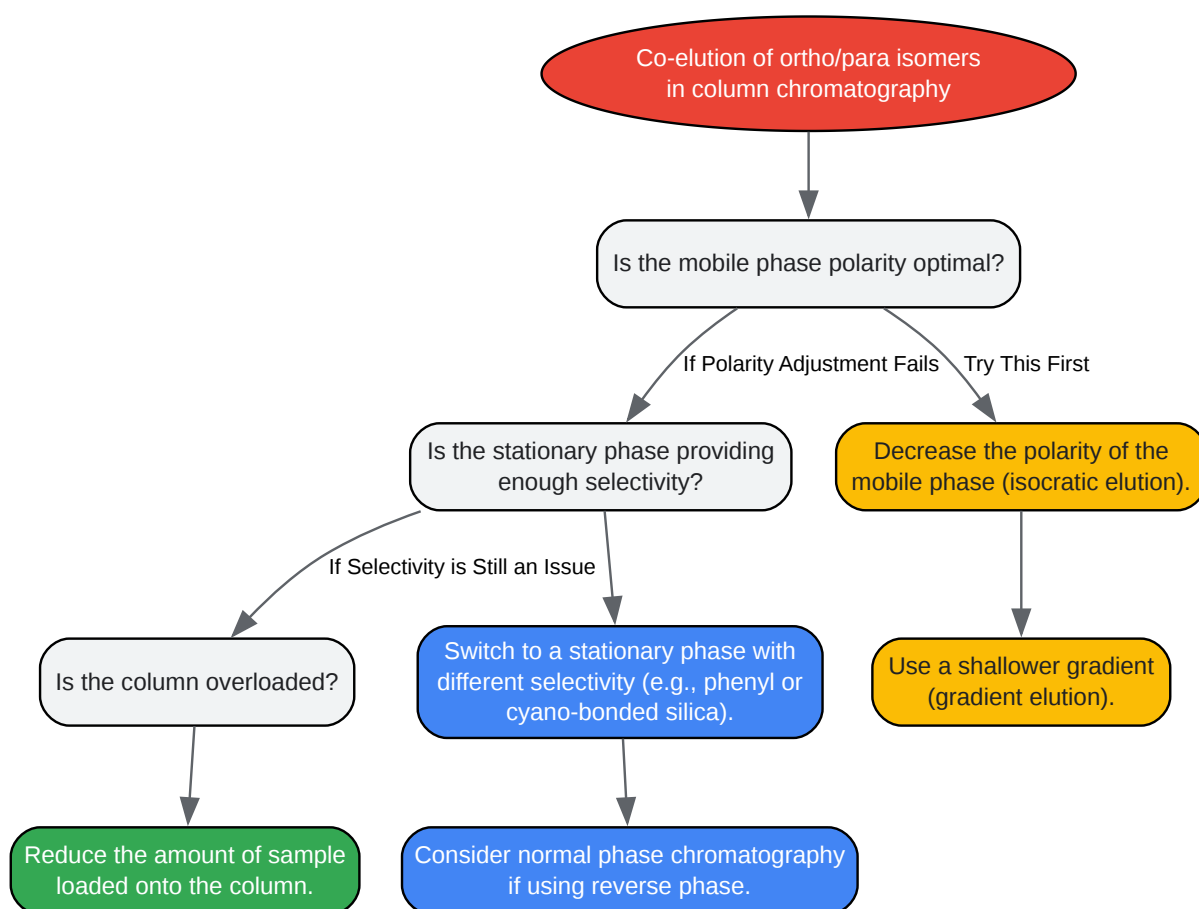 Co-elution of ortho/para isomers
in column chromatography
Is the mobile phase polarity optimal?
If Polarity Adjustment Fails
Try This First
Is the stationary phase providing
enough selectivity?
Decrease the polarity of the
mobile phase (isocratic elution).
If Selectivity is Still an Issue
Is the column overloaded?
Switch to a stationary phase with
different selectivity (e.g., phenyl or
cyano-bonded silica).
Use a shallower gradient
(gradient elution).
Reduce the amount of sample
loaded onto the column.
Consider normal phase chromatography
if using reverse phase.